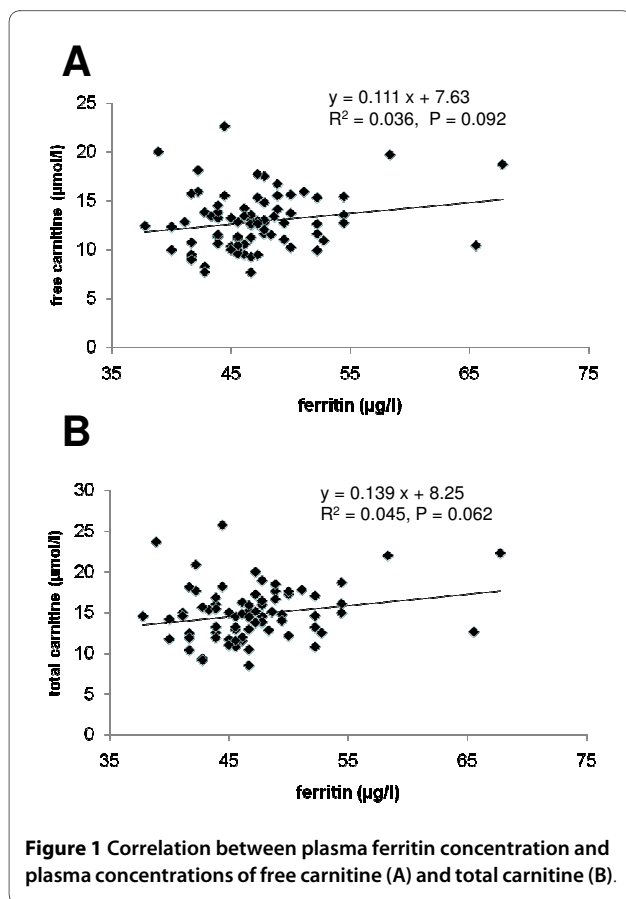 A
y = 0.111 x + 7.63
R² = 0.036, P = 0.092
25
20
15
10
5
0
free carnitine (µmol/l)
35 45 55 65 75
ferritin (µg/l)
B
y = 0.139 x + 8.25
R² = 0.045, P = 0.062
30
25
20
15
10
5
0
total carnitine (µmol/l)
35 45 55 65 75
ferritin (µg/l)
Figure 1 Correlation between plasma ferritin concentration and
plasma concentrations of free carnitine (A) and total carnitine (B).